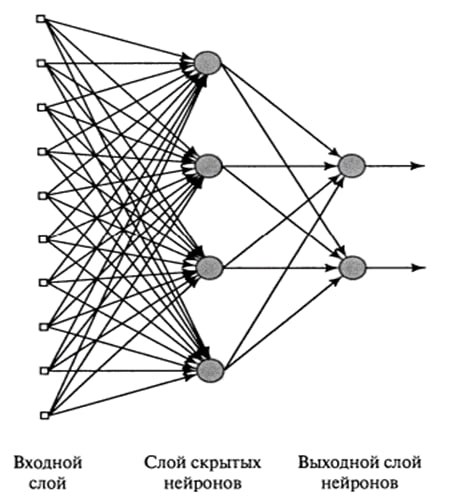 Входной
слой
Слой скрытых
нейронов
Выходной слой
нейронов